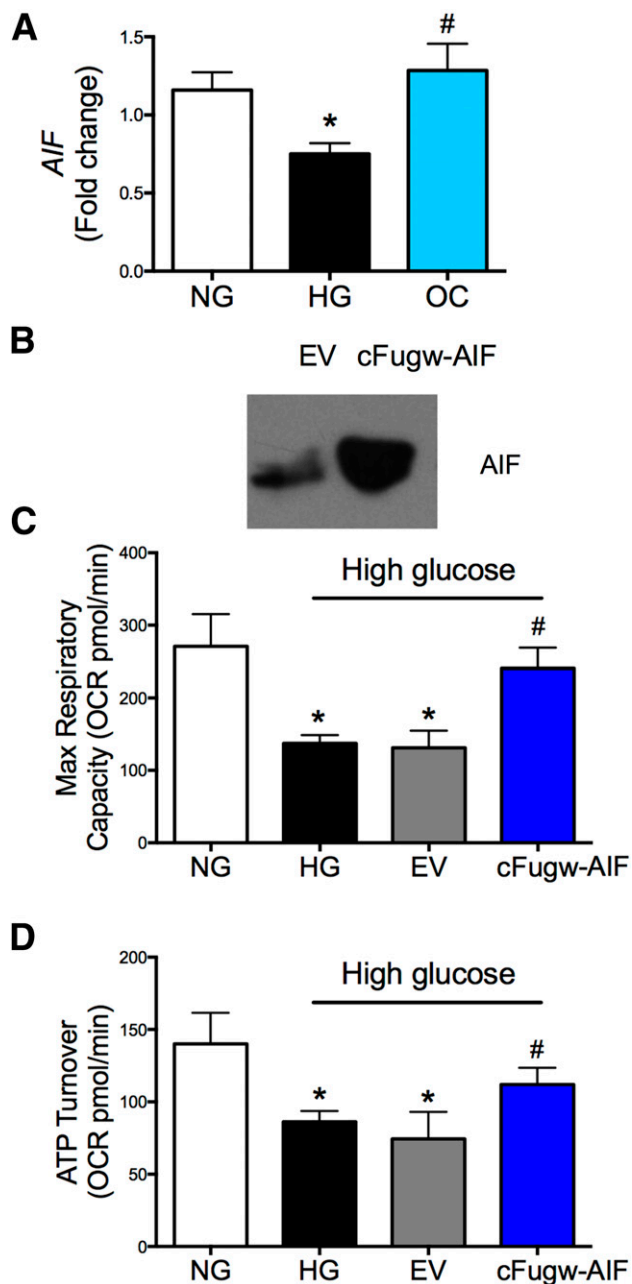 A
AIF
(Fold change)
1.5
1.0
0.5
0.0
*
#
NG HG OC
B
EV cFugw-AIF
AIF
C
Max Respiratory
Capacity (OCR pmol/min)
400
300
200
100
0
High glucose
* * #
NG HG EV cFugw-AIF
D
ATP Turnover
(OCR pmol/min)
200
150
100
50
0
High glucose
* * #
NG HG EV cFugw-AIF